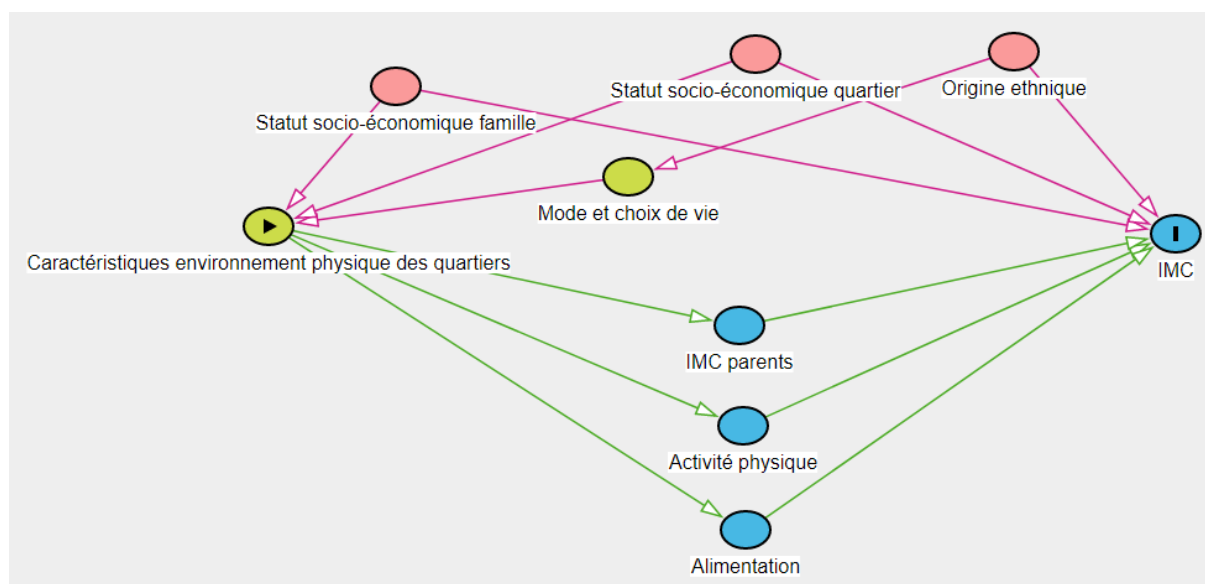 Statut socio-économique quartier
Origine ethnique
Statut socio-économique famille
Mode et choix de vie
Caractéristiques environnement physique des quartiers
IMC
IMC parents
Activité physique
Alimentation